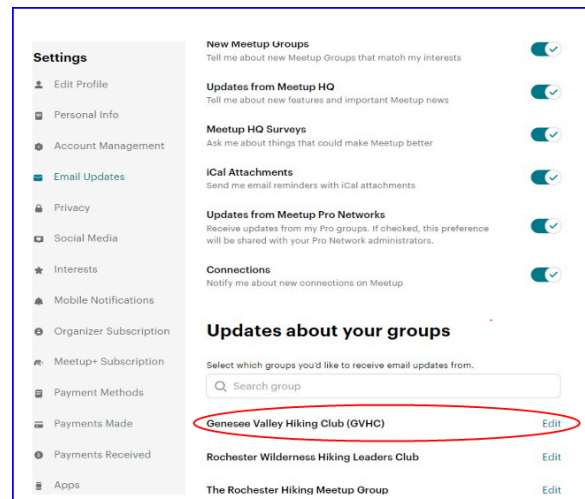 Settings
Edit Profile
Personal Info
Account Management
Email Updates
Privacy
Social Media
Interests
Mobile Notifications
Organizer Subscription
Meetup+ Subscription
Payment Methods
Payments Made
Payments Received
Apps
New Meetup Groups
Tell me about new Meetup Groups that match my interests
Updates from Meetup HQ
Tell me about new features and important Meetup news
Meetup HQ Surveys
Ask me about things that could make Meetup better
iCal Attachments
Send me email reminders with iCal attachments
Updates from Meetup Pro Networks
Receive updates from my Pro groups. If checked, this preference
will be shared with your Pro Network administrators.
Connections
Notify me about new connections on Meetup
Updates about your groups
Select which groups you'd like to receive email updates from.
Search group
Genesee Valley Hiking Club (GVHC) Edit
Rochester Wilderness Hiking Leaders Club Edit
The Rochester Hiking Meetup Group Edit